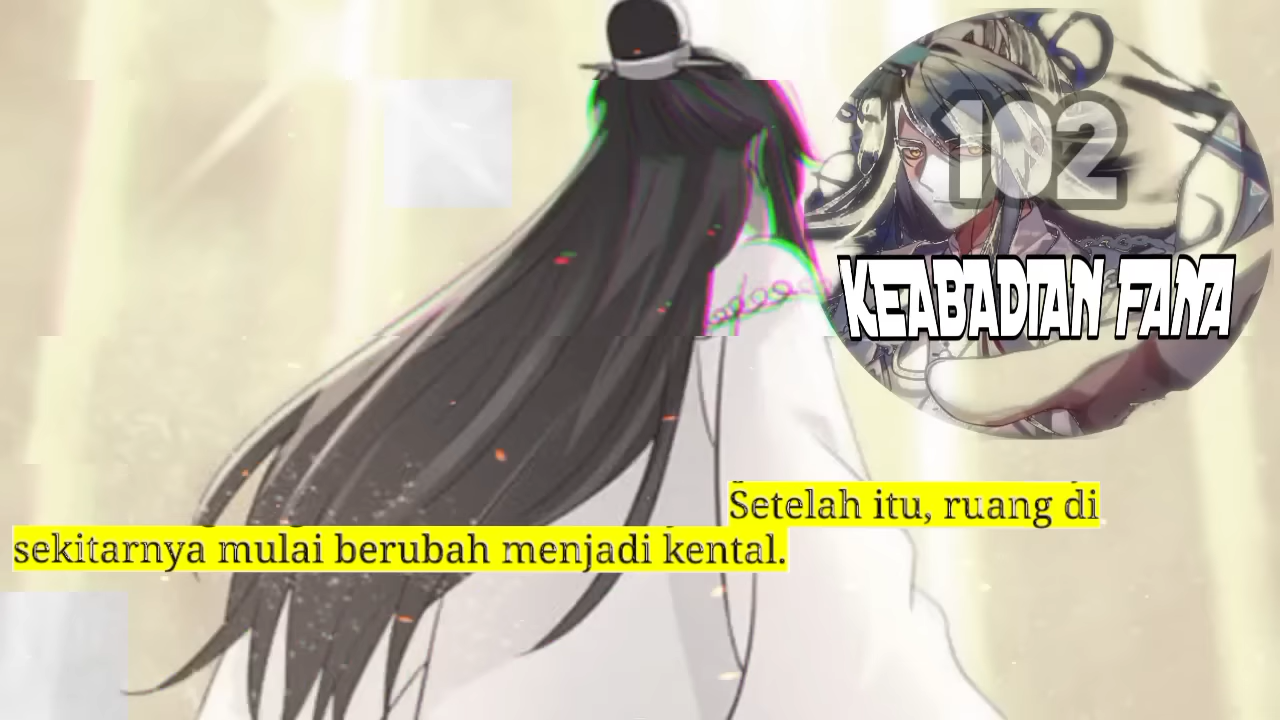 102
KEABADIAN FANA
Setelah itu, ruang di
sekitarnya mulai berubah menjadi kental.